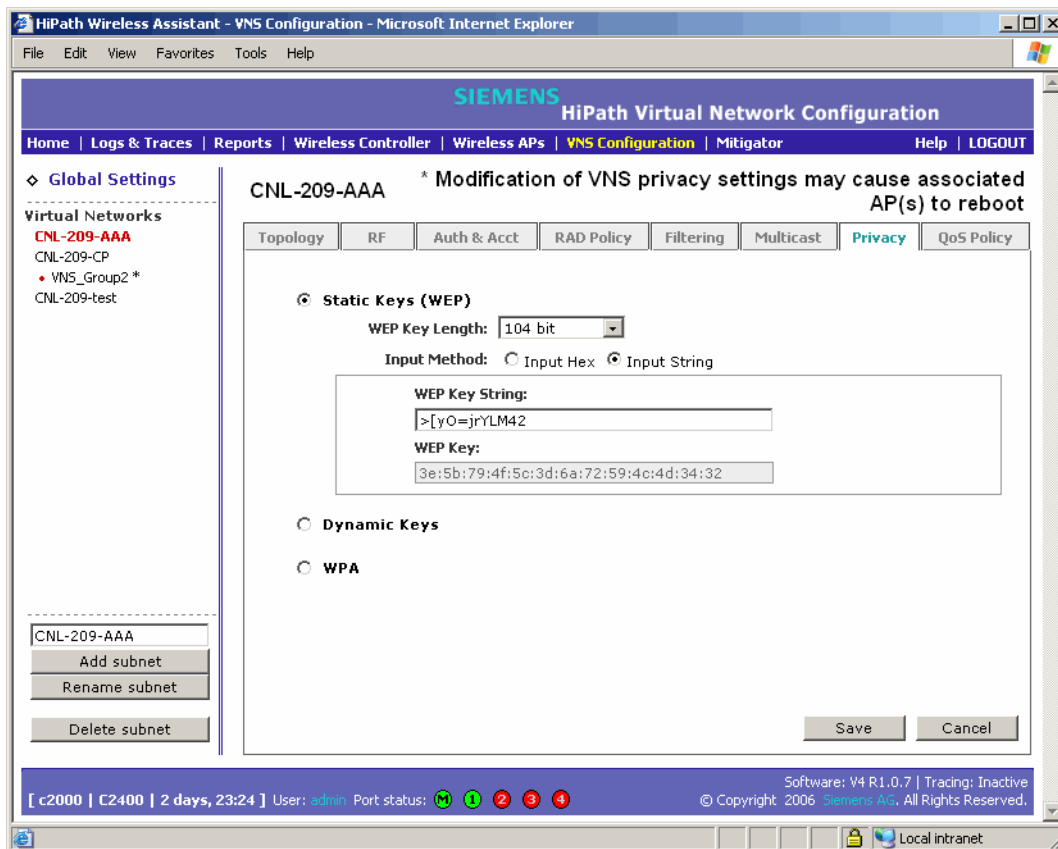 HiPath Wireless Assistant - VNS Configuration - Microsoft Internet Explorer
File Edit View Favorites Tools Help
SIEMENS
HiPath Virtual Network Configuration
Home | Logs & Traces | Reports | Wireless Controller | Wireless APs | VNS Configuration | Mitigator Help | LOGOUT
Global Settings
Virtual Networks
CNL-209-AAA
CNL-209-CP
VNS_Group2 *
CNL-209-test
CNL-209-AAA
* Modification of VNS privacy settings may cause associated
AP(s) to reboot
Topology RF Auth & Acct RAD Policy Filtering Multicast Privacy QoS Policy
Static Keys (WEP)
WEP Key Length: 104 bit
Input Method: Input Hex Input String
WEP Key String:
>[yO=jrYLM42
WEP Key:
3e:5b:79:4f:5c:3d:6a:72:59:4c:4d:34:32
Dynamic Keys
WPA
CNL-209-AAA
Add subnet
Rename subnet
Delete subnet
Save Cancel
Software: V4 R1.0.7 | Tracing: Inactive
[ c2000 | C2400 | 2 days, 23:24 ] User: admin Port status: M 1 2 3 4
© Copyright 2006 Siemens AG. All Rights Reserved.
Local intranet